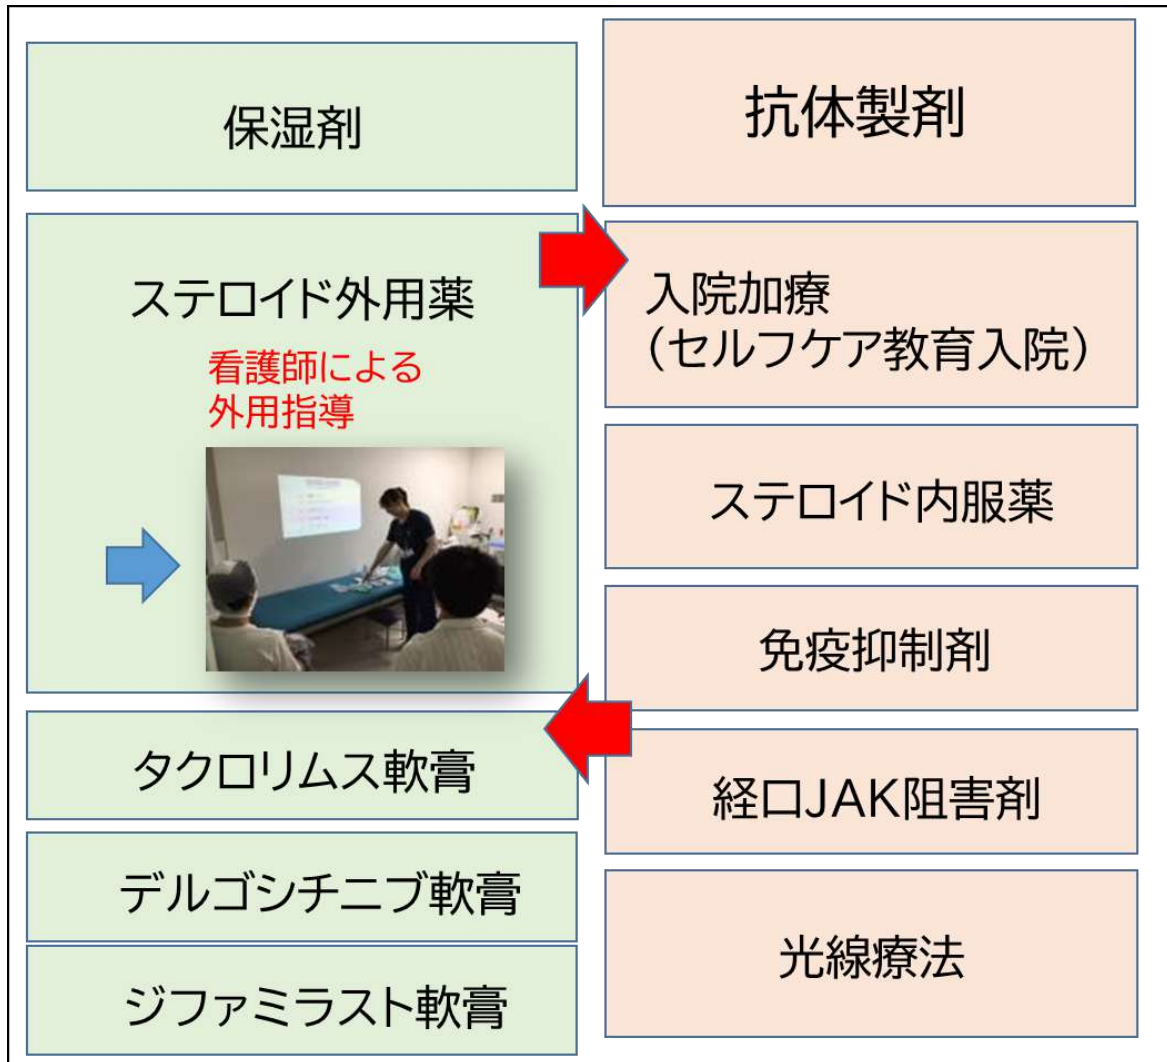 保湿剤
ステロイド外用薬
看護師による
外用指導
タクロリムス軟膏
デルゴシチニブ軟膏
ジファミラスト軟膏
抗体製剤
入院加療
（セルフケア教育入院）
ステロイド内服薬
免疫抑制剤
経口JAK阻害剤
光線療法